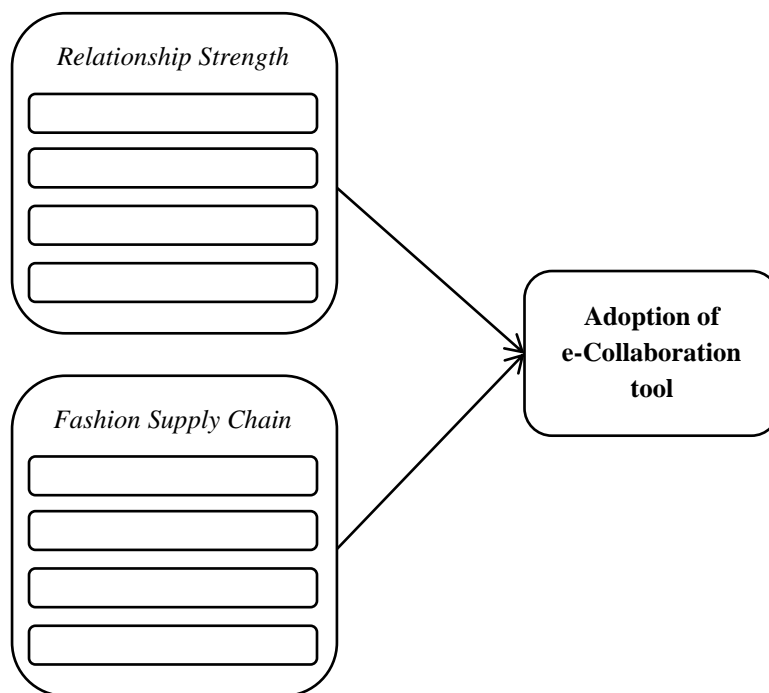 Relationship Strength
Fashion Supply Chain
Adoption of
e-Collaboration
tool